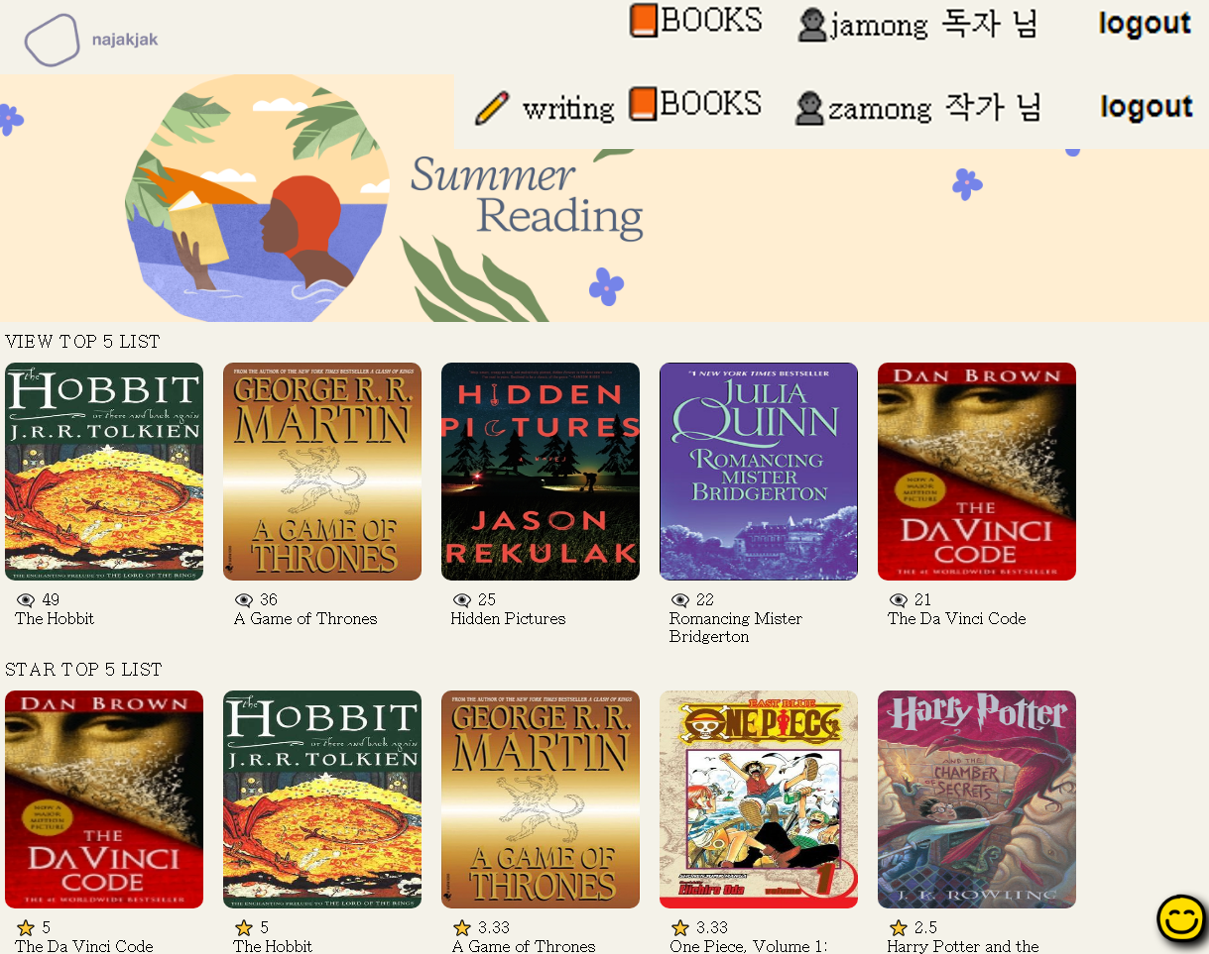 najakjak
BOOKS jamong 독자 님 logout
writing BOOKS zamong 작가 님 logout
Summer
Reading
VIEW TOP 5 LIST
The HOBBIT
or there and back again
J.R.R. TOLKIEN
THE ENCHANTING PRELUDE TO THE LORD OF THE RINGS
FROM THE AUTHOR OF THE NEW YORK TIMES BESTSELLER A CLASH OF KINGS
GEORGE R. R.
MARTIN
A GAME OF
THRONES
HIDDEN
PICTURES
A NOVEL
JASON
REKULAK
"1 NEW YORK TIMES BESTSELLER
JULIA
QUINN
ROMANCING
MISTER
BRIDGERTON
DAN BROWN
NOW A
MAJOR
MOTION
PICTURE
THE
DA VINCI
CODE
THE #1 WORLDWIDE BESTSELLER
49
The Hobbit
36
A Game of Thrones
25
Hidden Pictures
22
Romancing Mister
Bridgerton
21
The Da Vinci Code
STAR TOP 5 LIST
DAN BROWN
NOW A
MAJOR
MOTION
PICTURE
THE
DA VINCI
CODE
THE #1 WORLDWIDE BESTSELLER
The HOBBIT
or there and back again
J.R.R. TOLKIEN
THE ENCHANTING PRELUDE TO THE LORD OF THE RINGS
FROM THE AUTHOR OF THE NEW YORK TIMES BESTSELLER A CLASH OF KINGS
GEORGE R. R.
MARTIN
A GAME OF
THRONES
EAST BLUE
ONE PIECE
Eiichiro Oda
volume 1
Harry Potter
AND THE
CHAMBER
OF SECRETS
J. K. ROWLING
5
The Da Vinci Code
5
The Hobbit
3.33
A Game of Thrones
3.33
One Piece, Volume 1:
2.5
Harry Potter and the